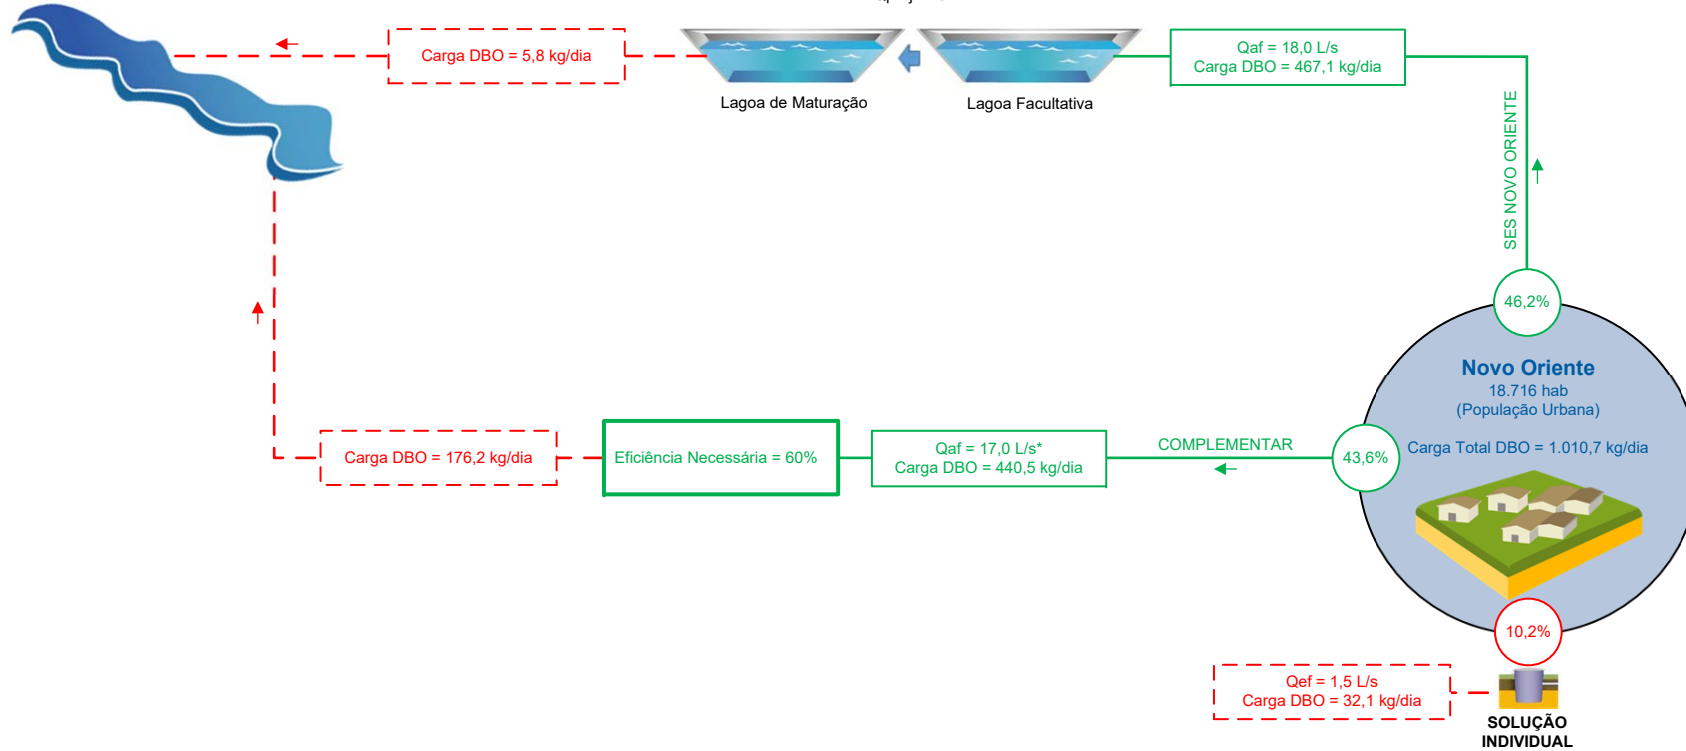 Carga DBO = 5,8 kg/dia
Lagoa de Maturação
Lagoa Facultativa
Qaf = 18,0 L/s
Carga DBO = 467,1 kg/dia
SES NOVO ORIENTE
46,2%
Novo Oriente
18.716 hab
(População Urbana)
Carga Total DBO = 1.010,7 kg/dia
43,6%
COMPLEMENTAR
Qaf = 17,0 L/s*
Carga DBO = 440,5 kg/dia
Eficiência Necessária = 60%
Carga DBO = 176,2 kg/dia
10,2%
Qef = 1,5 L/s
Carga DBO = 32,1 kg/dia
SOLUÇÃO
INDIVIDUAL